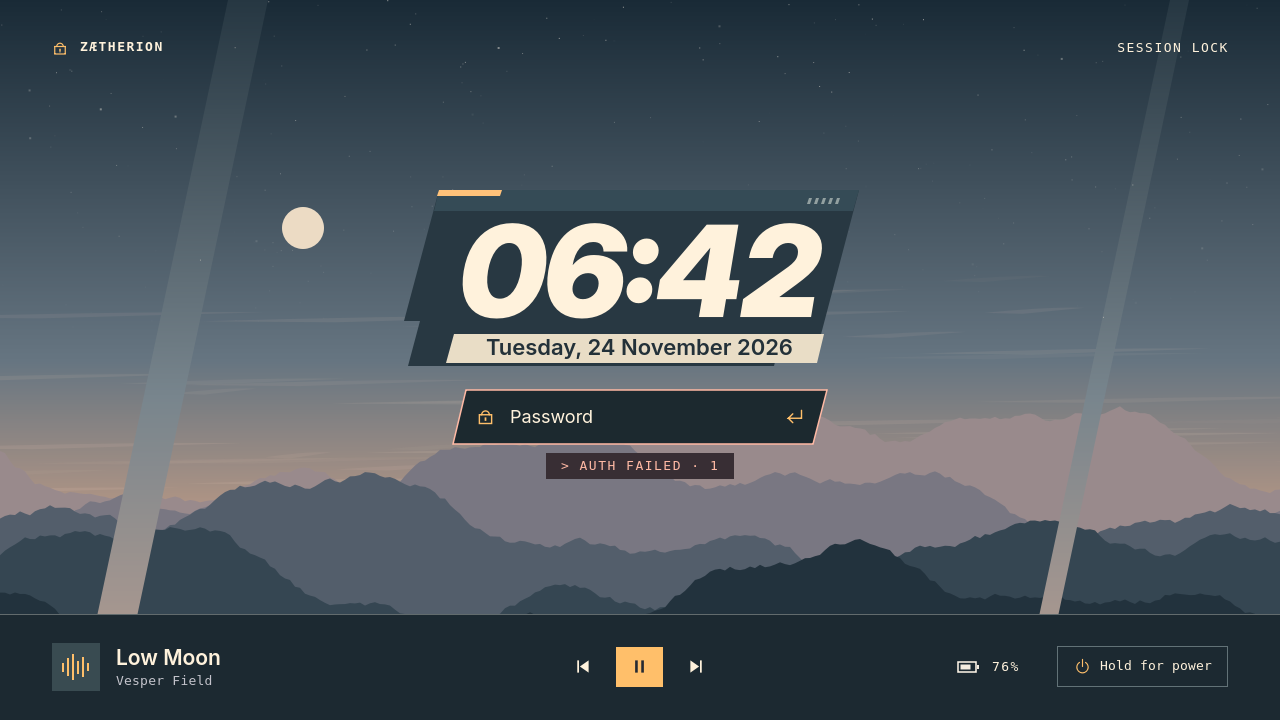 ZÆTHERION
SESSION LOCK
06:42
Tuesday, 24 November 2026
Password
> AUTH FAILED · 1
Low Moon
Vesper Field
76%
Hold for power